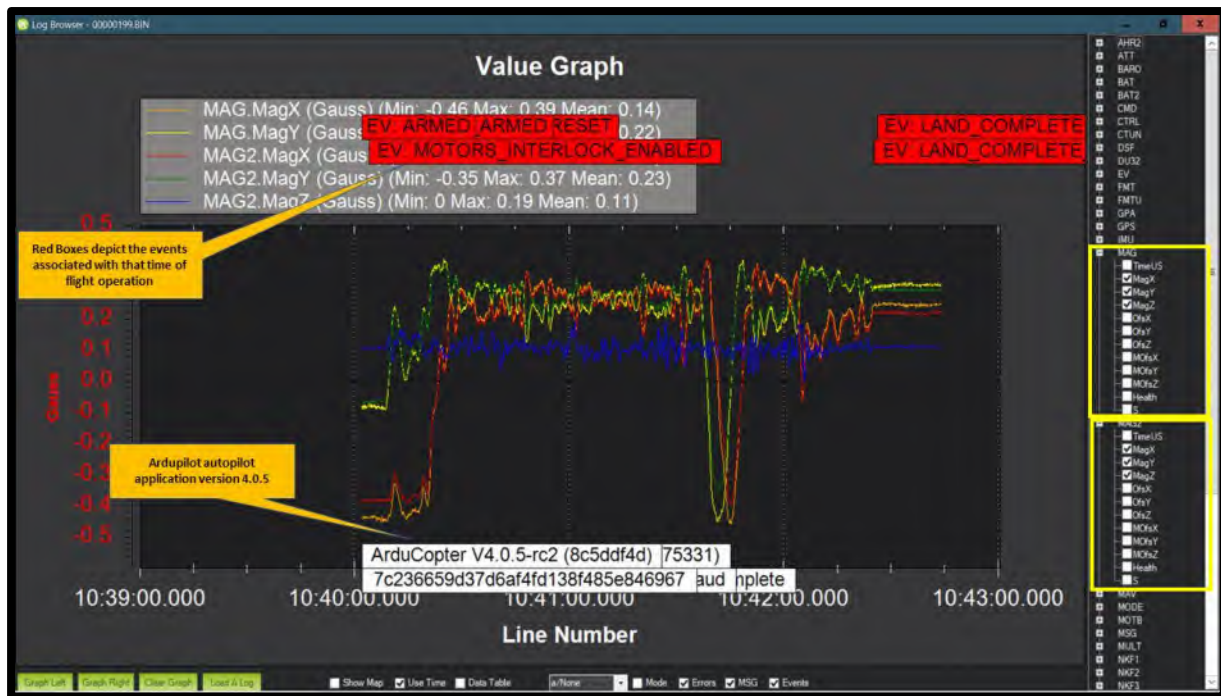 Log Browser - 00000199.BIN
Value Graph
MAG.MagX (Gauss) (Min: -0.46 Max: 0.39 Mean: 0.14)
MAG.MagY (Gauss) 0.22)
MAG2.MagX (Gauss)
MAG2.MagY (Gauss) (Min: -0.35 Max: 0.37 Mean: 0.23)
MAG2.MagZ (Gauss) (Min: 0 Max: 0.19 Mean: 0.11)
EV: ARMED_ARMED RESET
EV: MOTORS_INTERLOCK_ENABLED
EV: LAND_COMPLETE
EV: LAND_COMPLETE
Red Boxes depict the events
associated with that time of
flight operation
Ardupilot autopilot
application version 4.0.5
0.5
0.2
0.1
0.0
-0.1
-0.2
-0.3
-0.4
-0.5
Gauss
ArduCopter V4.0.5-rc2 (8c5ddf4d) 75331)
7c236659d37d6af4fd138f485e846967 aud nplete
10:39:00.000
10:40:00.000
10:41:00.000
10:42:00.000
10:43:00.000
Line Number
Graph Left
Graph Right
Clear Graph
Load A Log
Show Map
Use Time
Data Table
a/None
Mode
Errors
MSG
Events
AHR2
ATT
BARO
BAT
BAT2
CMD
CTRL
CTUN
DSF
DU32
EV
FMT
FMTU
GPA
GPS
IMU
MAG
TimeUS
MagX
MagY
MagZ
OfsX
OfsY
OfsZ
MOfsX
MOfsY
MOfsZ
Health
S
MAG2
TimeUS
MagX
MagY
MagZ
OfsX
OfsY
OfsZ
MOfsX
MOfsY
MOfsZ
Health
S
MAV
MODE
MOTB
MSG
MULT
NKF1
NKF2
NKF3